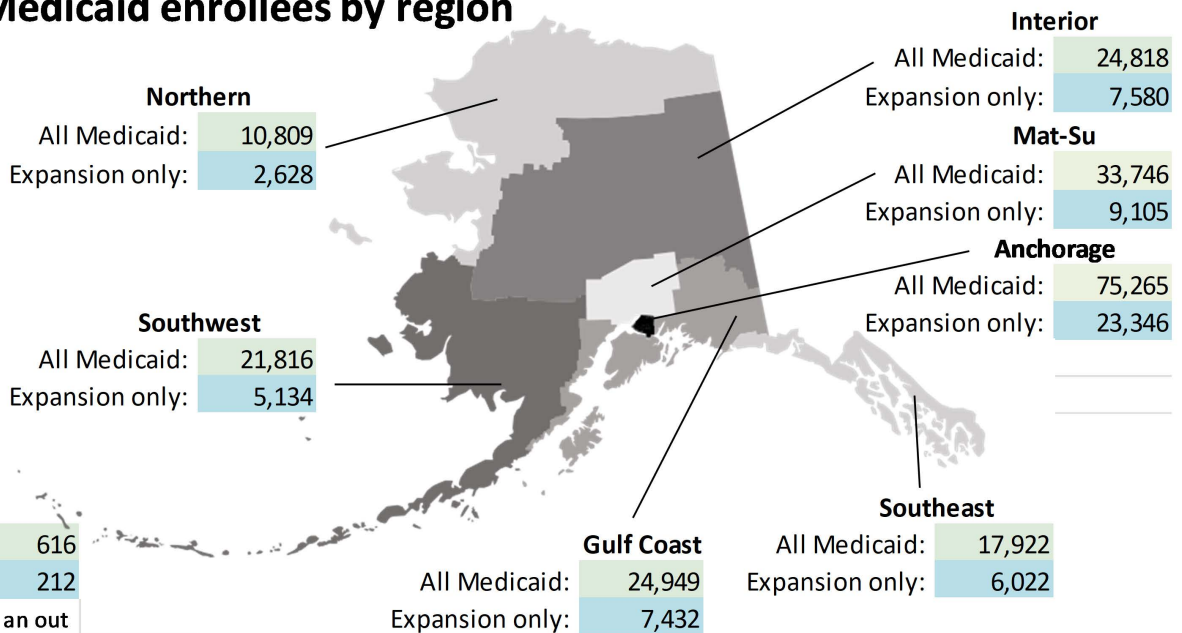 Medicaid enrollees by region
Interior
All Medicaid: 24,818
Expansion only: 7,580
Northern
All Medicaid: 10,809
Expansion only: 2,628
Mat-Su
All Medicaid: 33,746
Expansion only: 9,105
Anchorage
All Medicaid: 75,265
Expansion only: 23,346
Southwest
All Medicaid: 21,816
Expansion only: 5,134
Southeast
All Medicaid: 17,922
Expansion only: 6,022
Gulf Coast
All Medicaid: 24,949
Expansion only: 7,432
616
212
an out